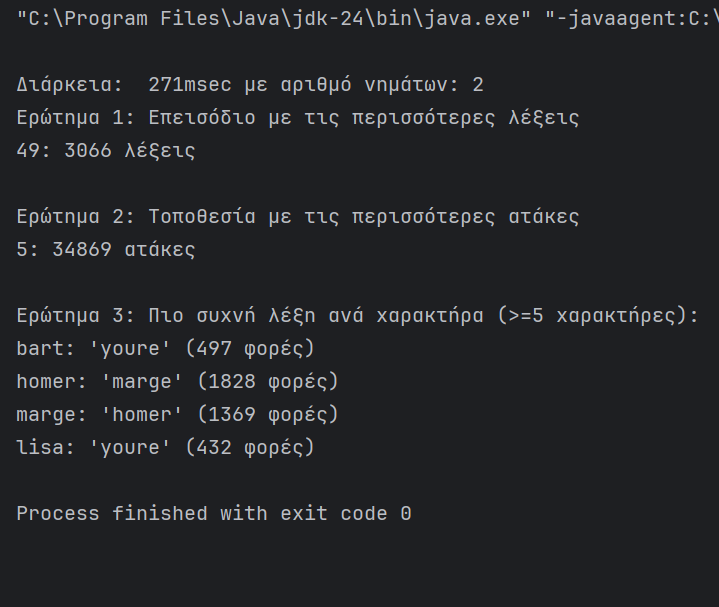 "C:\Program Files\Java\jdk-24\bin\java.exe" "-javaagent:C:\
Διάρκεια:  271msec με αριθμό νημάτων: 2
Ερώτημα 1: Επεισόδιο με τις περισσότερες λέξεις
49: 3066 λέξεις
Ερώτημα 2: Τοποθεσία με τις περισσότερες ατάκες
5: 34869 ατάκες
Ερώτημα 3: Πιο συχνή λέξη ανά χαρακτήρα (>=5 χαρακτήρες):
bart: 'youre' (497 φορές)
homer: 'marge' (1828 φορές)
marge: 'homer' (1369 φορές)
lisa: 'youre' (432 φορές)
Process finished with exit code 0